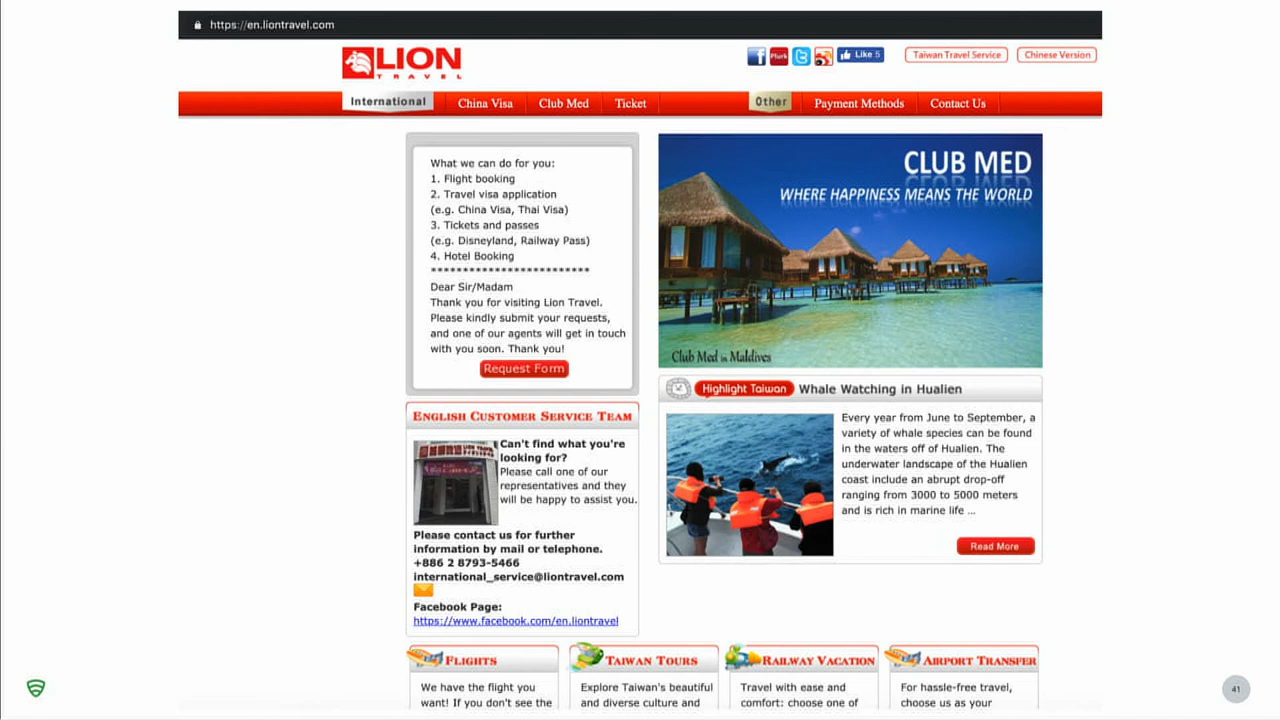 https://en.liontravel.com
LION
TRAVEL
Plurk
Like 5
Taiwan Travel Service
Chinese Version
International
China Visa
Club Med
Ticket
Other
Payment Methods
Contact Us
What we can do for you:
1. Flight booking
2. Travel visa application
(e.g. China Visa, Thai Visa)
3. Tickets and passes
(e.g. Disneyland, Railway Pass)
4. Hotel Booking
**************************
Dear Sir/Madam
Thank you for visiting Lion Travel.
Please kindly submit your requests,
and one of our agents will get in touch
with you soon. Thank you!
Request Form
CLUB MED
WHERE HAPPINESS MEANS THE WORLD
Club Med in Maldives
Highlight Taiwan
Whale Watching in Hualien
Every year from June to September, a
variety of whale species can be found
in the waters off of Hualien. The
underwater landscape of the Hualien
coast include an abrupt drop-off
ranging from 3000 to 5000 meters
and is rich in marine life ...
Read More
ENGLISH CUSTOMER SERVICE TEAM
Can't find what you're
looking for?
Please call one of our
representatives and they
will be happy to assist you.
Please contact us for further
information by mail or telephone.
+886 2 8793-5466
international_service@liontravel.com
Facebook Page:
https://www.facebook.com/en.liontravel
FLIGHTS
We have the flight you
want! If you don't see the
TAIWAN TOURS
Explore Taiwan's beautiful
and diverse culture and
RAILWAY VACATION
Travel with ease and
comfort: choose one of
AIRPORT TRANSFER
For hassle-free travel,
choose us as your
41